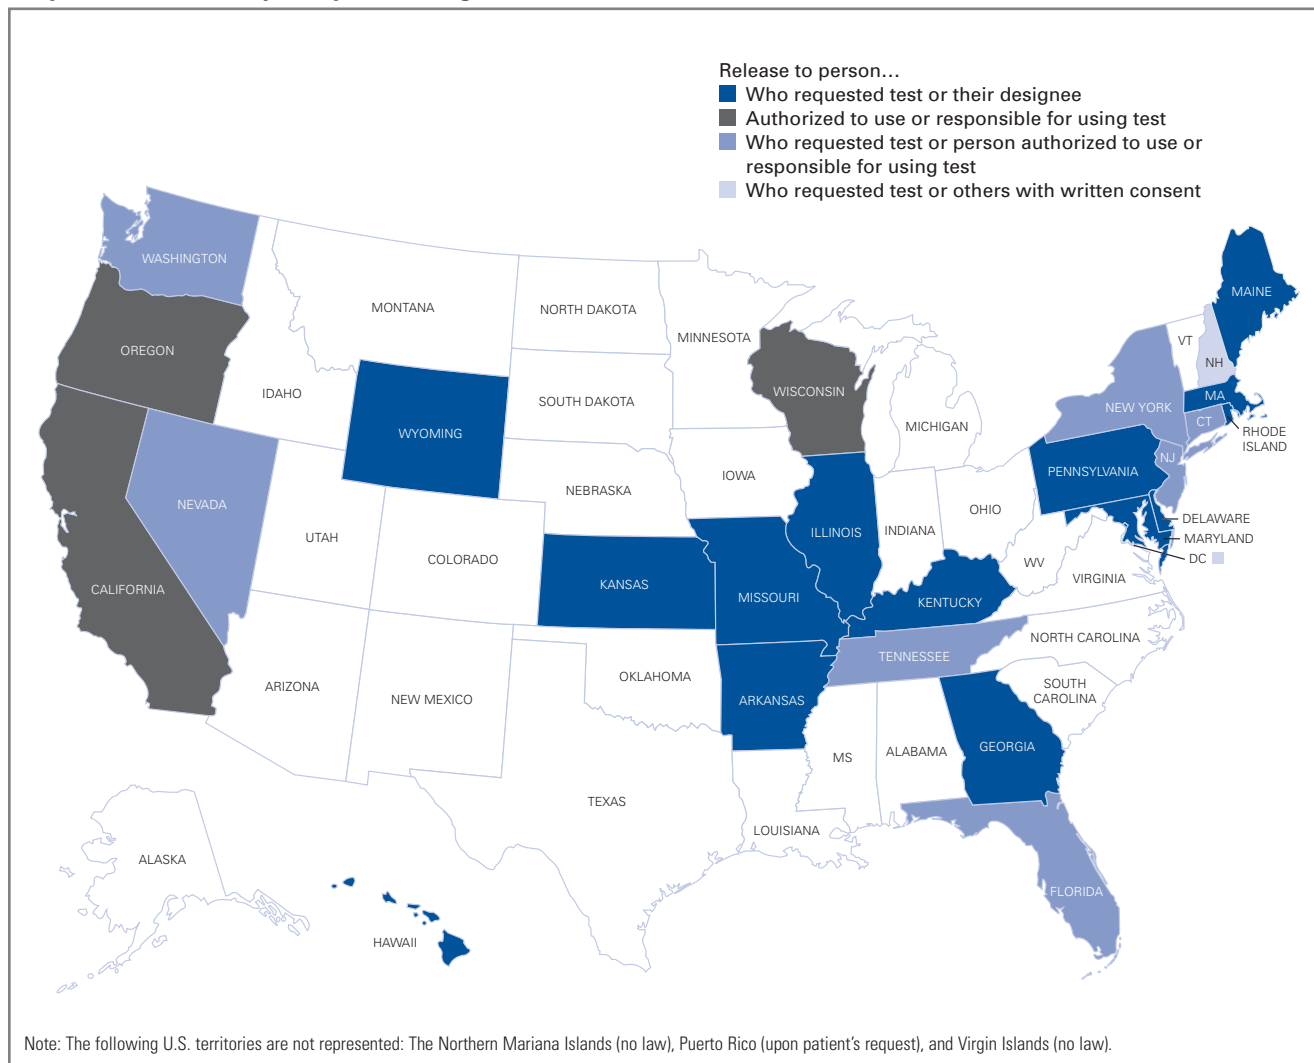 Release to person…
Who requested test or their designee
Authorized to use or responsible for using test
Who requested test or person authorized to use or
responsible for using test
Who requested test or others with written consent
WASHINGTON
MONTANA
NORTH DAKOTA
MINNESOTA
MAINE
VT
NH
OREGON
IDAHO
WYOMING
SOUTH DAKOTA
WISCONSIN
MICHIGAN
NEW YORK
MA
CT
RHODE
ISLAND
NEVADA
UTAH
COLORADO
NEBRASKA
IOWA
ILLINOIS
INDIANA
OHIO
PENNSYLVANIA
NJ
DELAWARE
MARYLAND
DC
CALIFORNIA
KANSAS
MISSOURI
KENTUCKY
WV
VIRGINIA
ARIZONA
NEW MEXICO
OKLAHOMA
ARKANSAS
TENNESSEE
NORTH CAROLINA
SOUTH
CAROLINA
TEXAS
LOUISIANA
MS
ALABAMA
GEORGIA
FLORIDA
ALASKA
HAWAII
Note: The following U.S. territories are not represented: The Northern Mariana Islands (no law), Puerto Rico (upon patient's request), and Virgin Islands (no law).